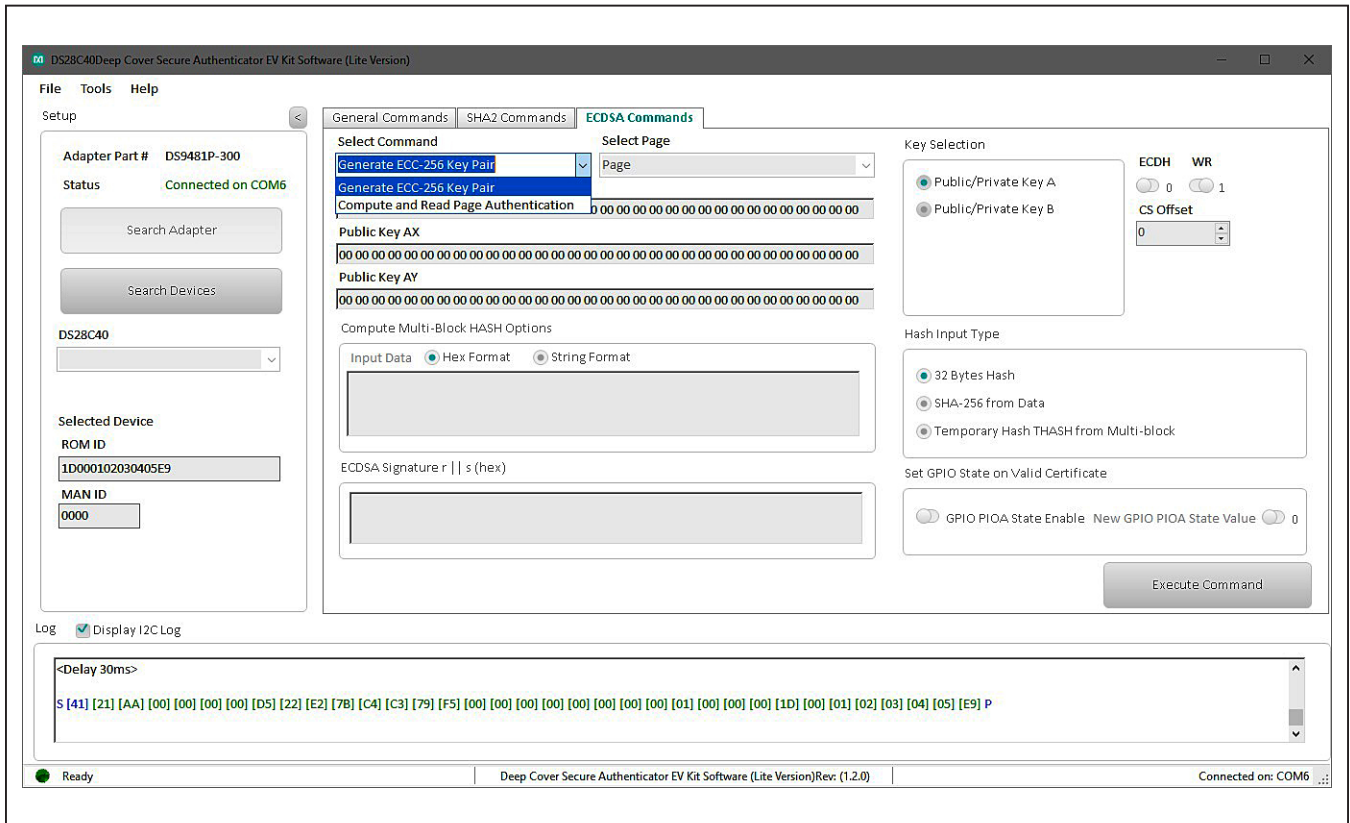 DS28C40Deep Cover Secure Authenticator EV Kit Software (Lite Version)
File Tools Help
Setup <
Adapter Part # DS9481P-300
Status Connected on COM6
Search Adapter
Search Devices
DS28C40
Selected Device
ROM ID
1D000102030405E9
MAN ID
0000
General Commands SHA2 Commands ECDSA Commands
Select Command Select Page
Generate ECC-256 Key Pair Page
Generate ECC-256 Key Pair
Compute and Read Page Authentication
00 00 00 00 00 00 00 00 00 00 00 00 00 00 00 00
Public Key AX
00 00 00 00 00 00 00 00 00 00 00 00 00 00 00 00 00 00 00 00 00 00 00 00 00 00 00 00 00 00 00 00
Public Key AY
00 00 00 00 00 00 00 00 00 00 00 00 00 00 00 00 00 00 00 00 00 00 00 00 00 00 00 00 00 00 00 00
Compute Multi-Block HASH Options
Input Data Hex Format String Format
ECDSA Signature r || s (hex)
Key Selection
Public/Private Key A
Public/Private Key B
ECDH WR
0 1
CS Offset
0
Hash Input Type
32 Bytes Hash
SHA-256 from Data
Temporary Hash THASH from Multi-block
Set GPIO State on Valid Certificate
GPIO PIOA State Enable New GPIO PIOA State Value 0
Execute Command
Log Display I2C Log
<Delay 30ms>
S [41] [21] [AA] [00] [00] [00] [00] [D5] [22] [E2] [7B] [C4] [C3] [79] [F5] [00] [00] [00] [00] [00] [00] [00] [00] [01] [00] [00] [00] [1D] [00] [01] [02] [03] [04] [05] [E9] P
Ready Deep Cover Secure Authenticator EV Kit Software (Lite Version)Rev: (1.2.0) Connected on: COM6